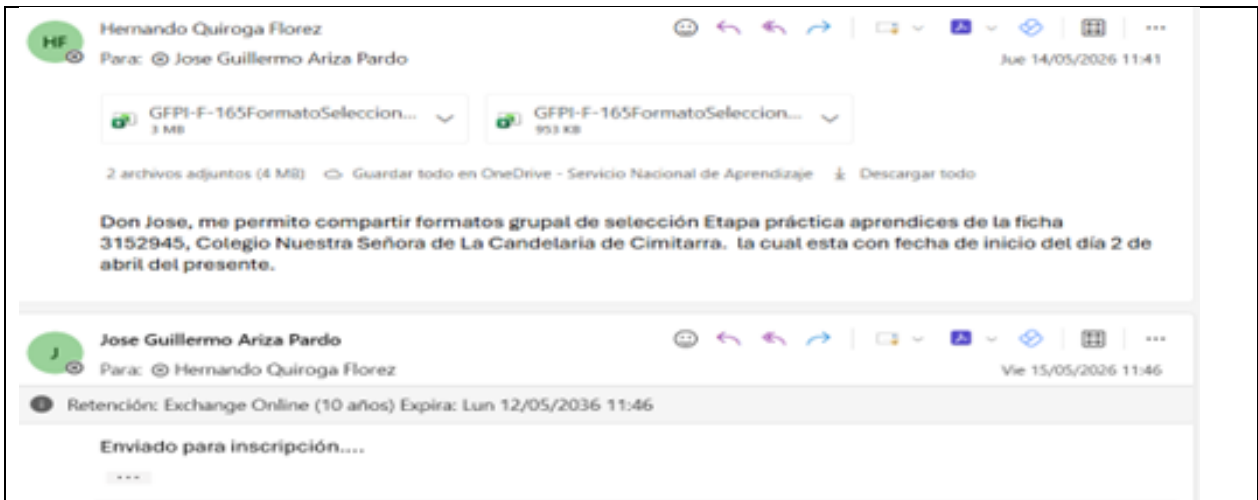 HF
Hernando Quiroga Florez
Para: Jose Guillermo Ariza Pardo
Jue 14/05/2026 11:41
GFPI-F-165FormatoSeleccion...
3 MB
GFPI-F-165FormatoSeleccion...
953 KB
2 archivos adjuntos (4 MB) Guardar todo en OneDrive - Servicio Nacional de Aprendizaje Descargar todo
Don Jose, me permito compartir formatos grupal de selección Etapa práctica aprendices de la ficha
3152945, Colegio Nuestra Señora de La Candelaria de Cimitarra. la cual esta con fecha de inicio del día 2 de
abril del presente.
J
Jose Guillermo Ariza Pardo
Para: Hernando Quiroga Florez
Vie 15/05/2026 11:46
Retención: Exchange Online (10 años) Expira: Lun 12/05/2036 11:46
Enviado para inscripción....